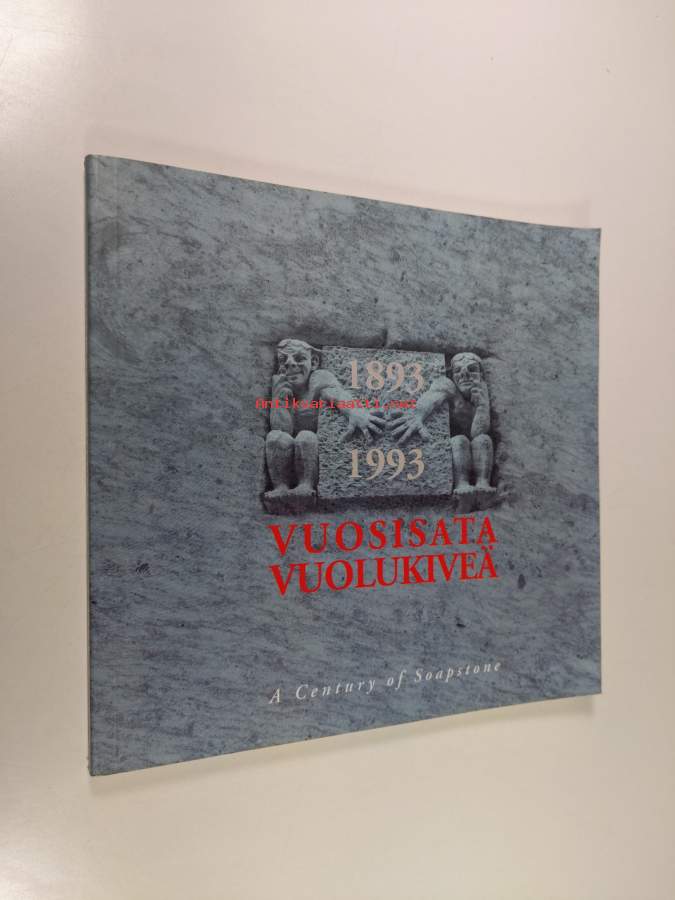 1893
Antikvariaatti.net
1993
VUOSISATA
VUOLUKIVEÄ
A Century of Soapstone